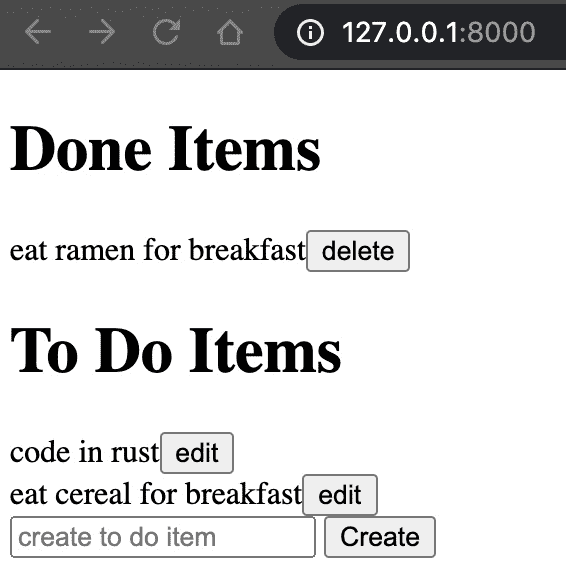 127.0.0.1:8000
Done Items
eat ramen for breakfast delete
To Do Items
code in rust edit
eat cereal for breakfast edit
create to do item Create